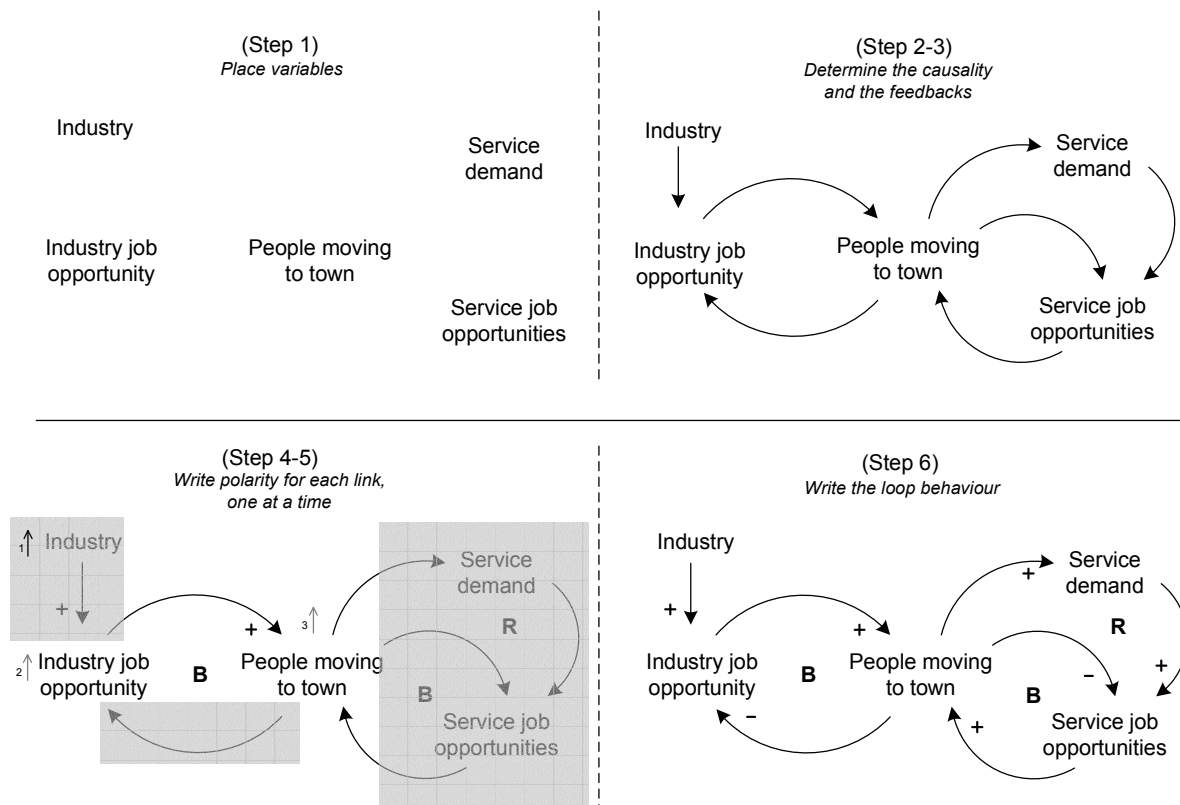 (Step 1)
Place variables
Industry
Service
demand
Industry job
opportunity
People moving
to town
Service job
opportunities
(Step 2-3)
Determine the causality
and the feedbacks
Industry
Service
demand
Industry job
opportunity
People moving
to town
Service job
opportunities
(Step 4-5)
Write polarity for each link,
one at a time
1
Industry
+
Service
demand
3
+
R
2
Industry job
opportunity
B
People moving
to town
B
Service job
opportunities
(Step 6)
Write the loop behaviour
Industry
Service
demand
+
+
+
R
Industry job
opportunity
B
People moving
to town
–
+
B
–
+
Service job
opportunities